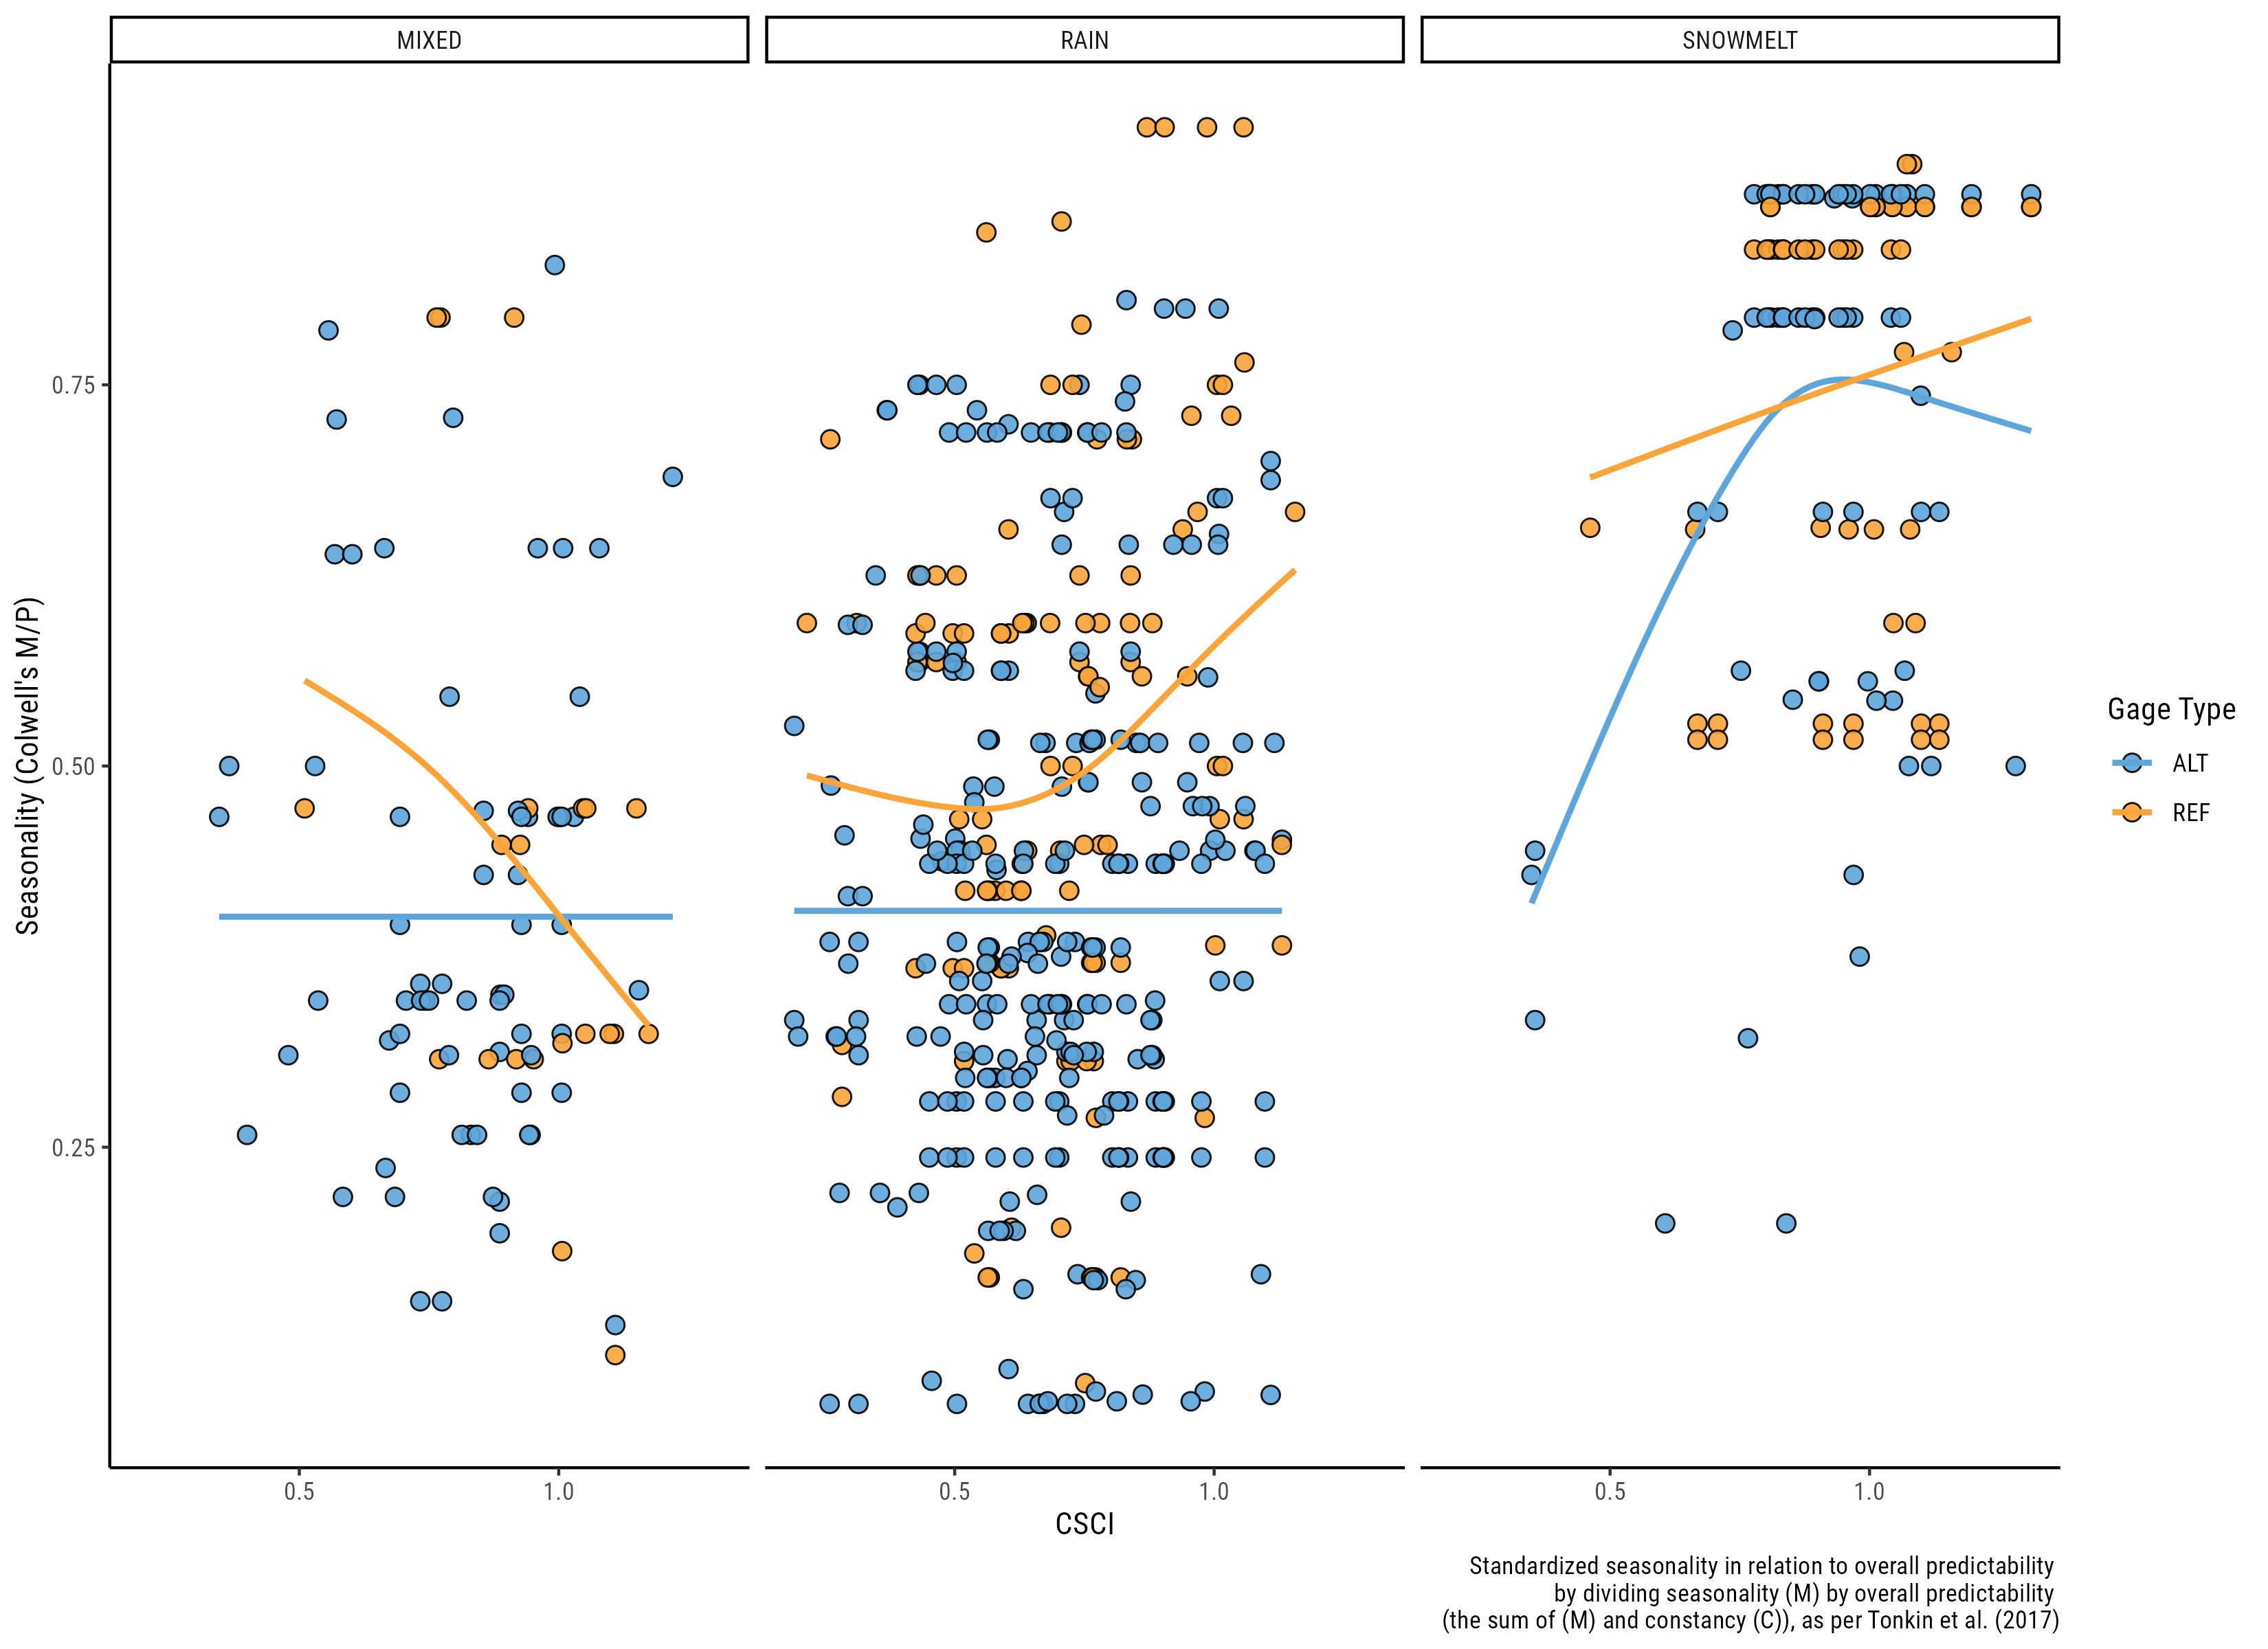 MIXED
RAIN
SNOWMELT
Seasonality (Colwell's M/P)
0.75
0.50
0.25
0.5
1.0
0.5
1.0
0.5
1.0
CSCI
Gage Type
ALT
REF
Standardized seasonality in relation to overall predictability
by dividing seasonality (M) by overall predictability
(the sum of (M) and constancy (C)), as per Tonkin et al. (2017)